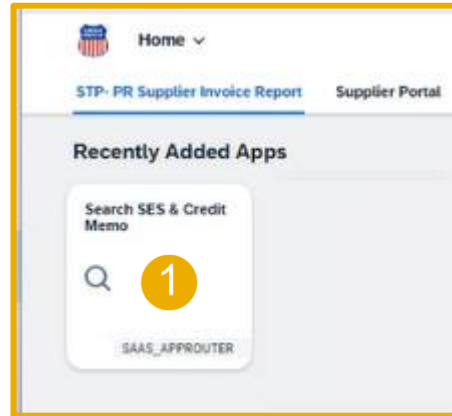 Home
STP- PR Supplier Invoice Report Supplier Portal
Recently Added Apps
Search SES & Credit
Memo
1
SAAS_APPROUTER